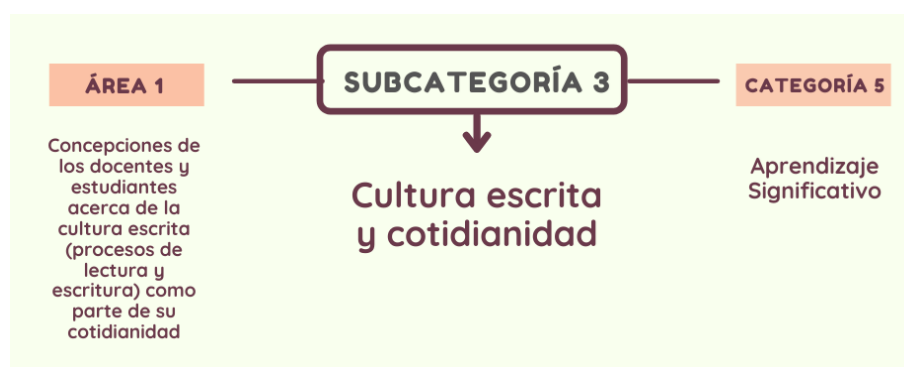 ÁREA 1
Concepciones de
los docentes y
estudiantes
acerca de la
cultura escrita
(procesos de
lectura y
escritura) como
parte de su
cotidianidad
SUBCATEGORÍA 3
Cultura escrita
y cotidianidad
CATEGORÍA 5
Aprendizaje
Significativo